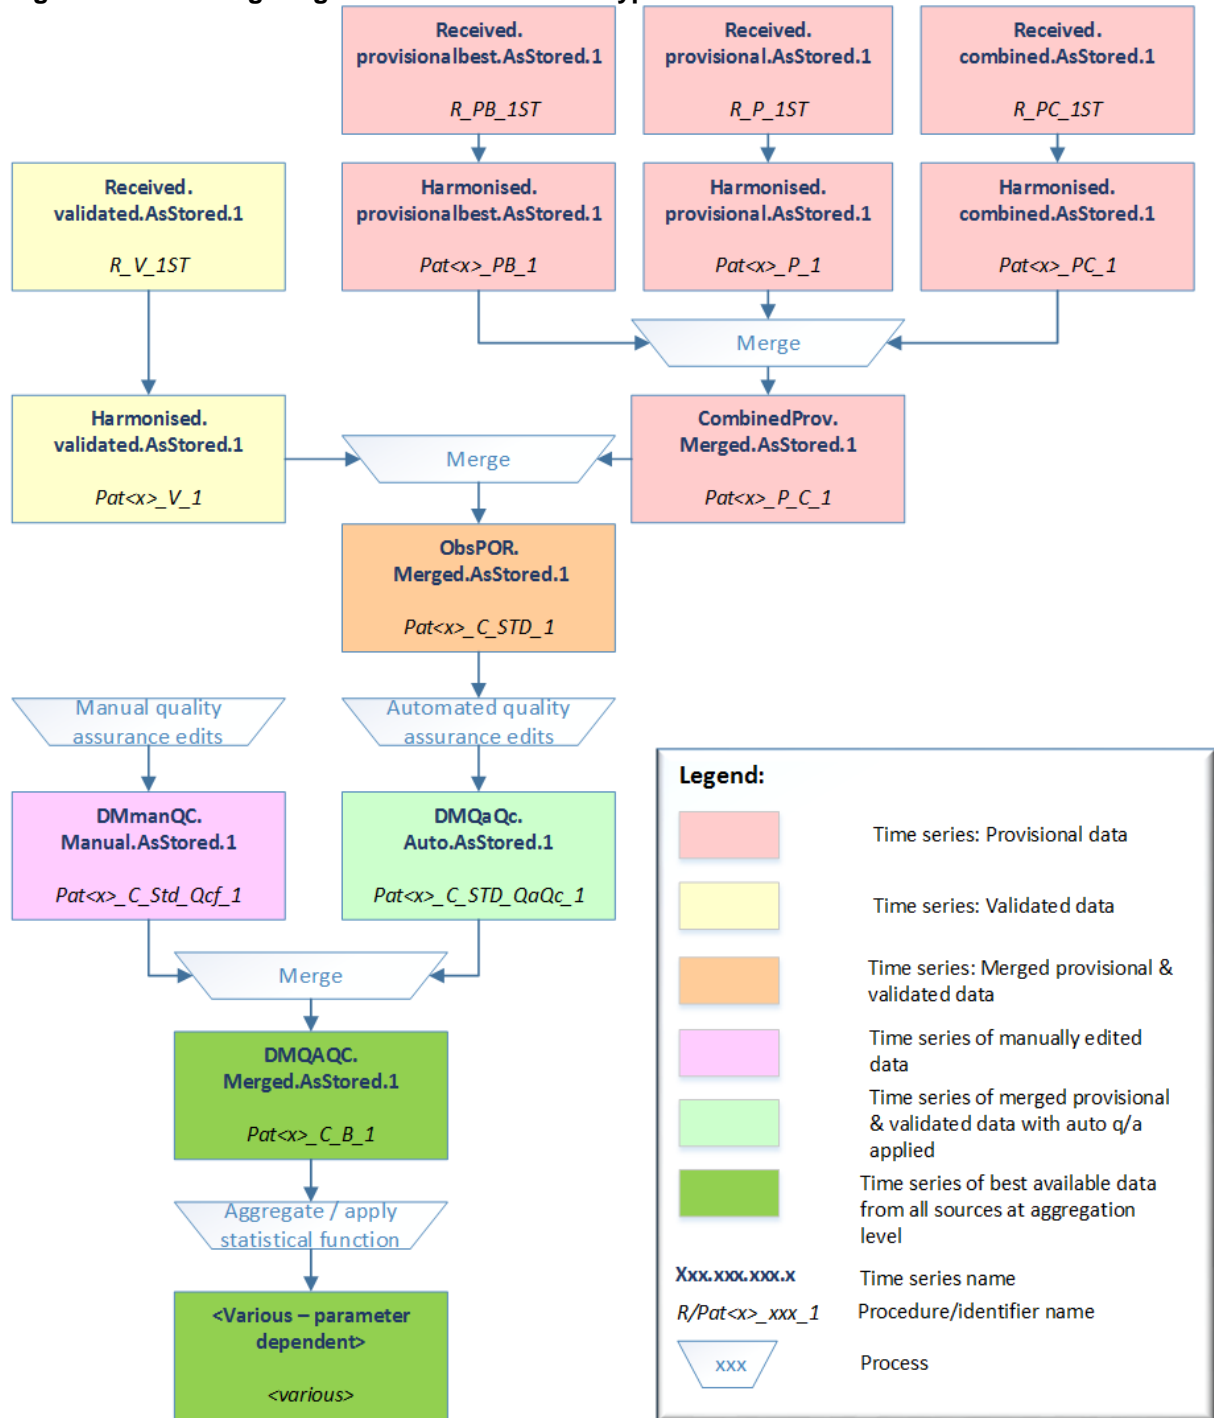 Received.
provisionalbest.AsStored.1
R_PB_1ST
Received.
provisional.AsStored.1
R_P_1ST
Received.
combined.AsStored.1
R_PC_1ST
Received.
validated.AsStored.1
R_V_1ST
Harmonised.
provisionalbest.AsStored.1
Pat<x>_PB_1
Harmonised.
provisional.AsStored.1
Pat<x>_P_1
Harmonised.
combined.AsStored.1
Pat<x>_PC_1
Merge
Harmonised.
validated.AsStored.1
Pat<x>_V_1
Merge
CombinedProv.
Merged.AsStored.1
Pat<x>_P_C_1
ObsPOR.
Merged.AsStored.1
Pat<x>_C_STD_1
Manual quality
assurance edits
Automated quality
assurance edits
DMmanQC.
Manual.AsStored.1
Pat<x>_C_Std_Qcf_1
DMQaQc.
Auto.AsStored.1
Pat<x>_C_STD_QaQc_1
Merge
DMQAQC.
Merged.AsStored.1
Pat<x>_C_B_1
Aggregate / apply
statistical function
<Various – parameter
dependent>
<various>
Legend:
Time series: Provisional data
Time series: Validated data
Time series: Merged provisional &
validated data
Time series of manually edited
data
Time series of merged provisional
& validated data with auto q/a
applied
Time series of best available data
from all sources at aggregation
level
Xxx.xxx.xxx.x
Time series name
R/Pat<x>_xxx_1
Procedure/identifier name
xxx
Process